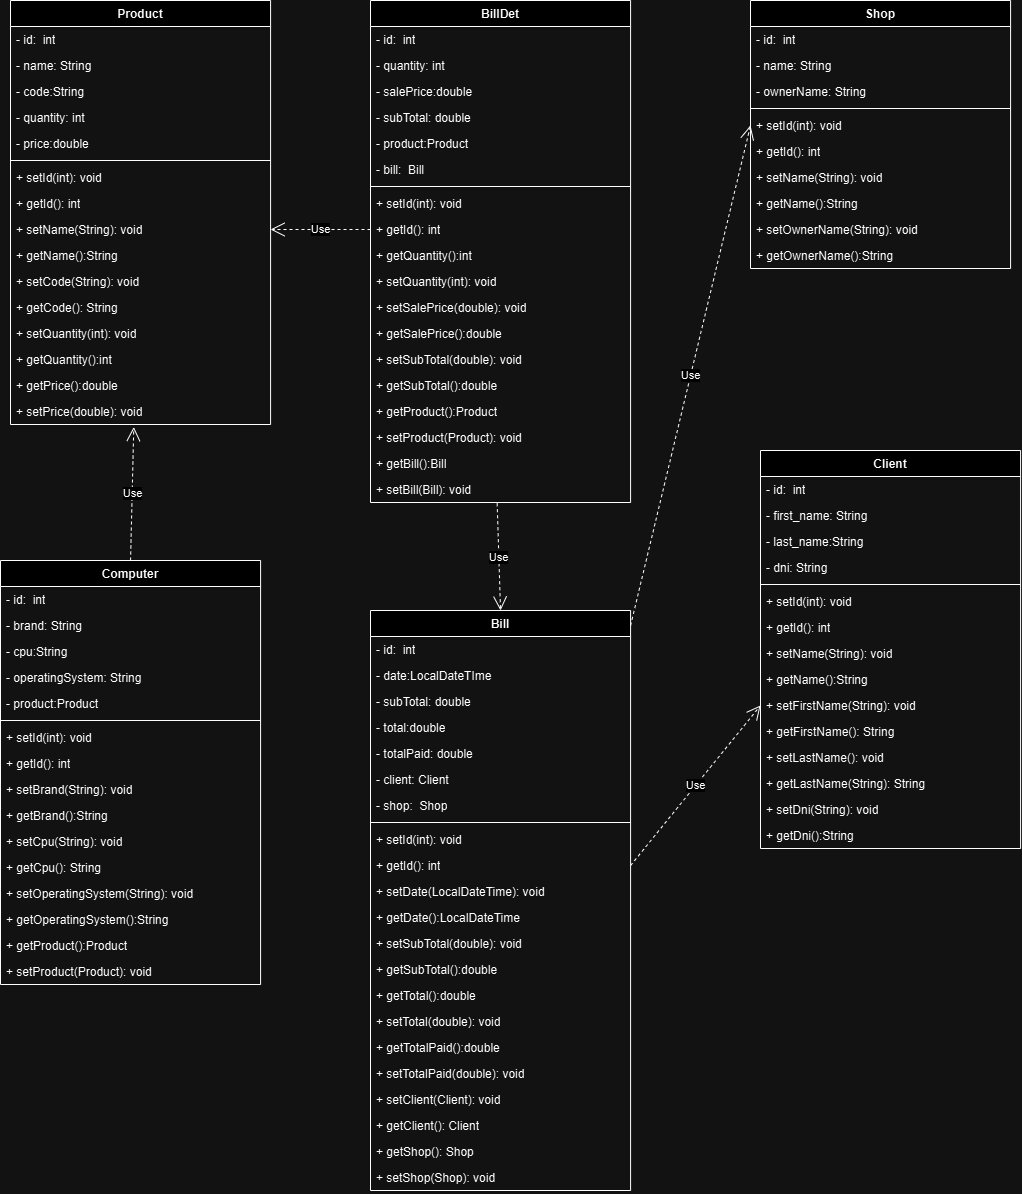 Product
- id:  int
- name: String
- code:String
- quantity: int
- price:double
+ setId(int): void
+ getId(): int
+ setName(String): void
+ getName():String
+ setCode(String): void
+ getCode(): String
+ setQuantity(int): void
+ getQuantity():int
+ getPrice():double
+ setPrice(double): void
Use
BillDet
- id:  int
- quantity: int
- salePrice:double
- subTotal: double
- product:Product
- bill:  Bill
+ setId(int): void
+ getId(): int
+ getQuantity():int
+ setQuantity(int): void
+ setSalePrice(double): void
+ getSalePrice():double
+ setSubTotal(double): void
+ getSubTotal():double
+ getProduct():Product
+ setProduct(Product): void
+ getBill():Bill
+ setBill(Bill): void
Shop
- id:  int
- name: String
- ownerName: String
+ setId(int): void
+ getId(): int
+ setName(String): void
+ getName():String
+ setOwnerName(String): void
+ getOwnerName():String
Use
Use
Use
Computer
- id:  int
- brand: String
- cpu:String
- operatingSystem: String
- product:Product
+ setId(int): void
+ getId(): int
+ setBrand(String): void
+ getBrand():String
+ setCpu(String): void
+ getCpu(): String
+ setOperatingSystem(String): void
+ getOperatingSystem():String
+ getProduct():Product
+ setProduct(Product): void
Bill
- id:  int
- date:LocalDateTIme
- subTotal: double
- total:double
- totalPaid: double
- client: Client
- shop:  Shop
+ setId(int): void
+ getId(): int
+ setDate(LocalDateTime): void
+ getDate():LocalDateTime
+ setSubTotal(double): void
+ getSubTotal():double
+ getTotal():double
+ setTotal(double): void
+ getTotalPaid():double
+ setTotalPaid(double): void
+ setClient(Client): void
+ getClient(): Client
+ getShop(): Shop
+ setShop(Shop): void
Use
Client
- id:  int
- first_name: String
- last_name:String
- dni: String
+ setId(int): void
+ getId(): int
+ setName(String): void
+ getName():String
+ setFirstName(String): void
+ getFirstName(): String
+ setLastName(): void
+ getLastName(String): String
+ setDni(String): void
+ getDni():String